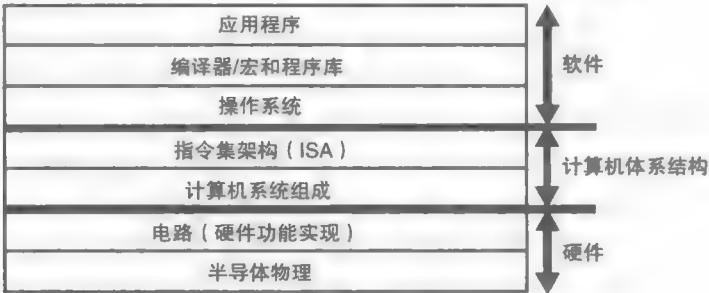 应用程序
编译器/宏和程序库
操作系统
软件
指令集架构（ISA）
计算机系统组成
计算机体系结构
电路（硬件功能实现）
半导体物理
硬件